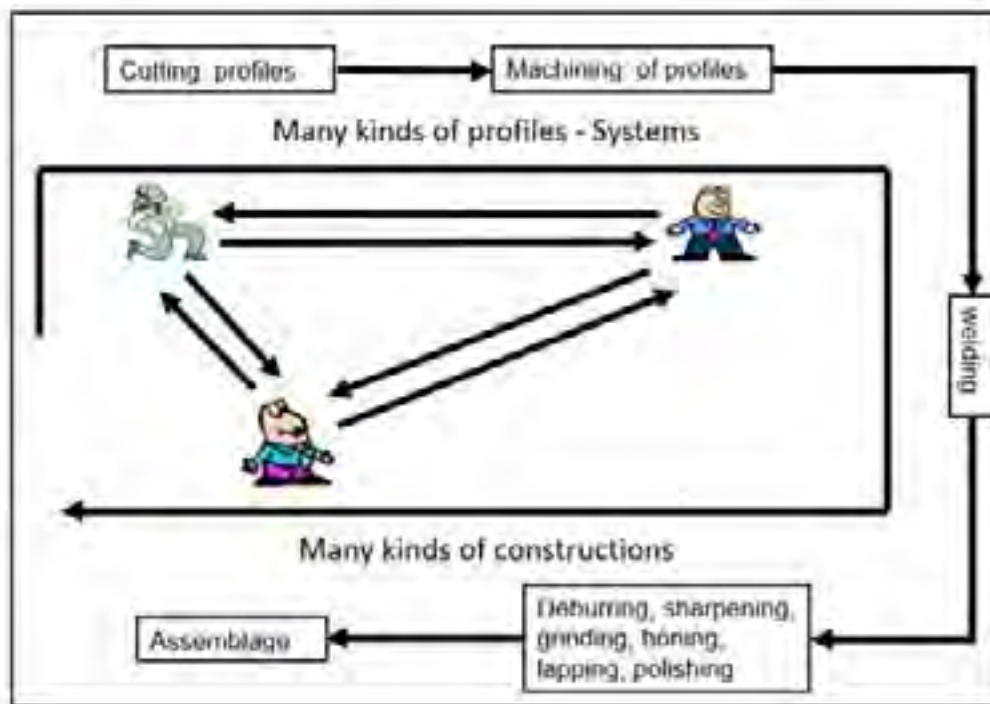 Cutting profiles
Machining of profiles
Many kinds of profiles - Systems
welding
Many kinds of constructions
Deburring, sharpening,
grinding, honing,
lapping, polishing
Assemblage